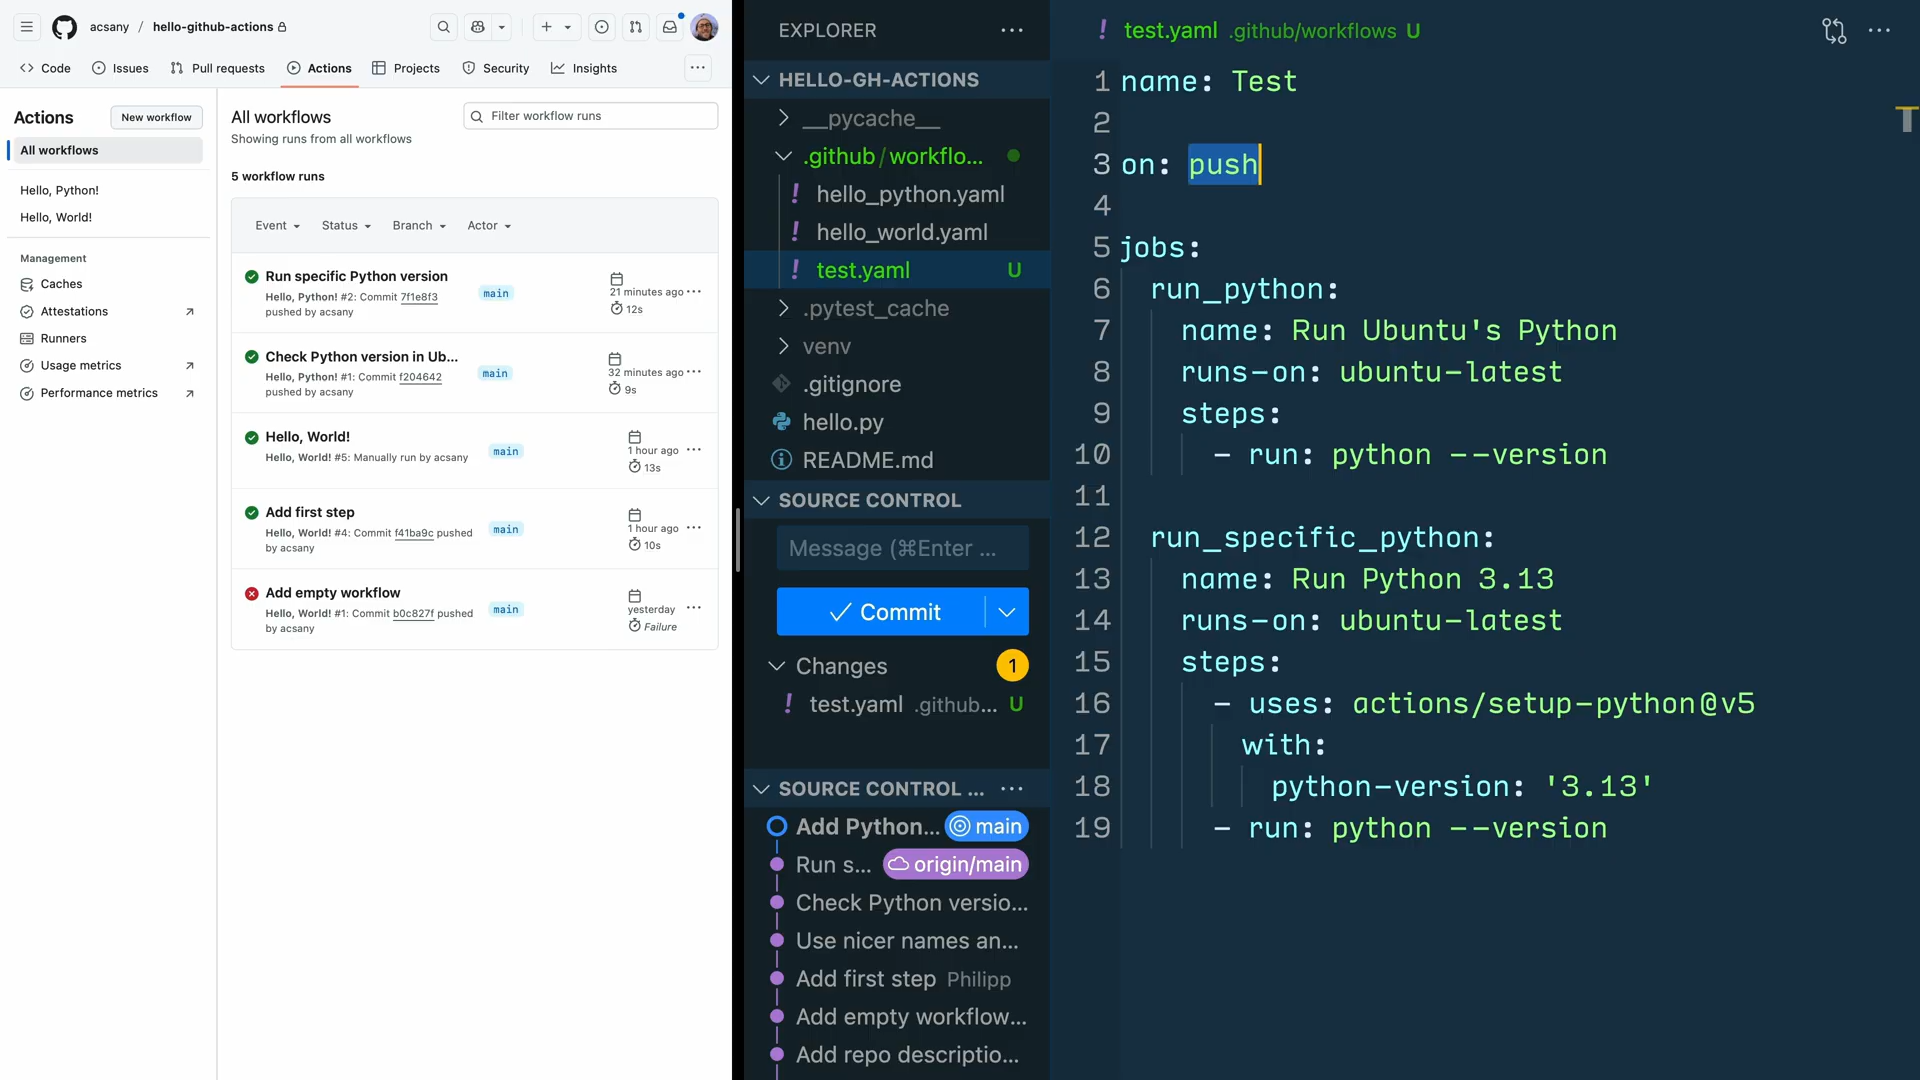 acsany / hello-github-actions
Code Issues Pull requests Actions Projects Security Insights
Actions
New workflow
All workflows
Hello, Python!
Hello, World!
Management
Caches
Attestations
Runners
Usage metrics
Performance metrics
All workflows
Showing runs from all workflows
Filter workflow runs
5 workflow runs
Event Status Branch Actor
Run specific Python version
Hello, Python! #2: Commit 7f1e8f3
pushed by acsany
main
21 minutes ago
12s
Check Python version in Ub...
Hello, Python! #1: Commit f204642
pushed by acsany
main
32 minutes ago
9s
Hello, World!
Hello, World! #5: Manually run by acsany
main
1 hour ago
13s
Add first step
Hello, World! #4: Commit f41ba9c pushed
by acsany
main
1 hour ago
10s
Add empty workflow
Hello, World! #1: Commit b0c827f pushed
by acsany
main
yesterday
Failure
EXPLORER
HELLO-GH-ACTIONS
__pycache__
.github/workflo...
hello_python.yaml
hello_world.yaml
test.yaml U
.pytest_cache
venv
.gitignore
hello.py
README.md
SOURCE CONTROL
Message (⌘Enter ...
Commit
Changes 1
test.yaml .github... U
SOURCE CONTROL ...
Add Python... main
Run s... origin/main
Check Python versio...
Use nicer names an...
Add first step Philipp
Add empty workflow...
Add repo descriptio...
test.yaml .github/workflows U
1 name: Test
2
3 on: push
4
5 jobs:
6 run_python:
7 name: Run Ubuntu's Python
8 runs-on: ubuntu-latest
9 steps:
10 - run: python --version
11
12 run_specific_python:
13 name: Run Python 3.13
14 runs-on: ubuntu-latest
15 steps:
16 - uses: actions/setup-python@v5
17 with:
18 python-version: '3.13'
19 - run: python --version